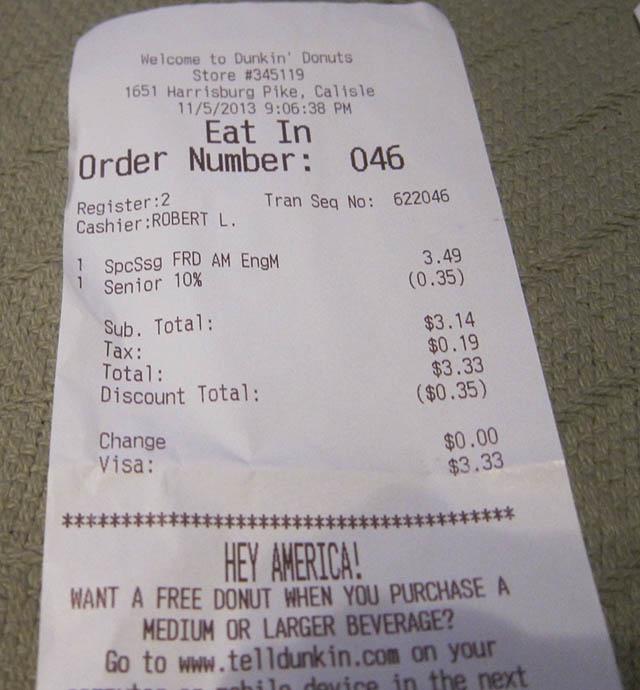 Welcome to Dunkin' Donuts
Store #345119
1651 Harrisburg Pike, Calisle
11/5/2013 9:06:38 PM
Eat In
Order Number: 046
Register:2 Tran Seq No: 622046
Cashier:ROBERT L.
1 SpcSsg FRD AM EngM 3.49
1 Senior 10% (0.35)
Sub. Total: $3.14
Tax: $0.19
Total: $3.33
Discount Total: ($0.35)
Change $0.00
Visa: $3.33
****************************************
HEY AMERICA!
WANT A FREE DONUT WHEN YOU PURCHASE A
MEDIUM OR LARGER BEVERAGE?
Go to www.telldunkin.com on your
computer or mobile device in the next